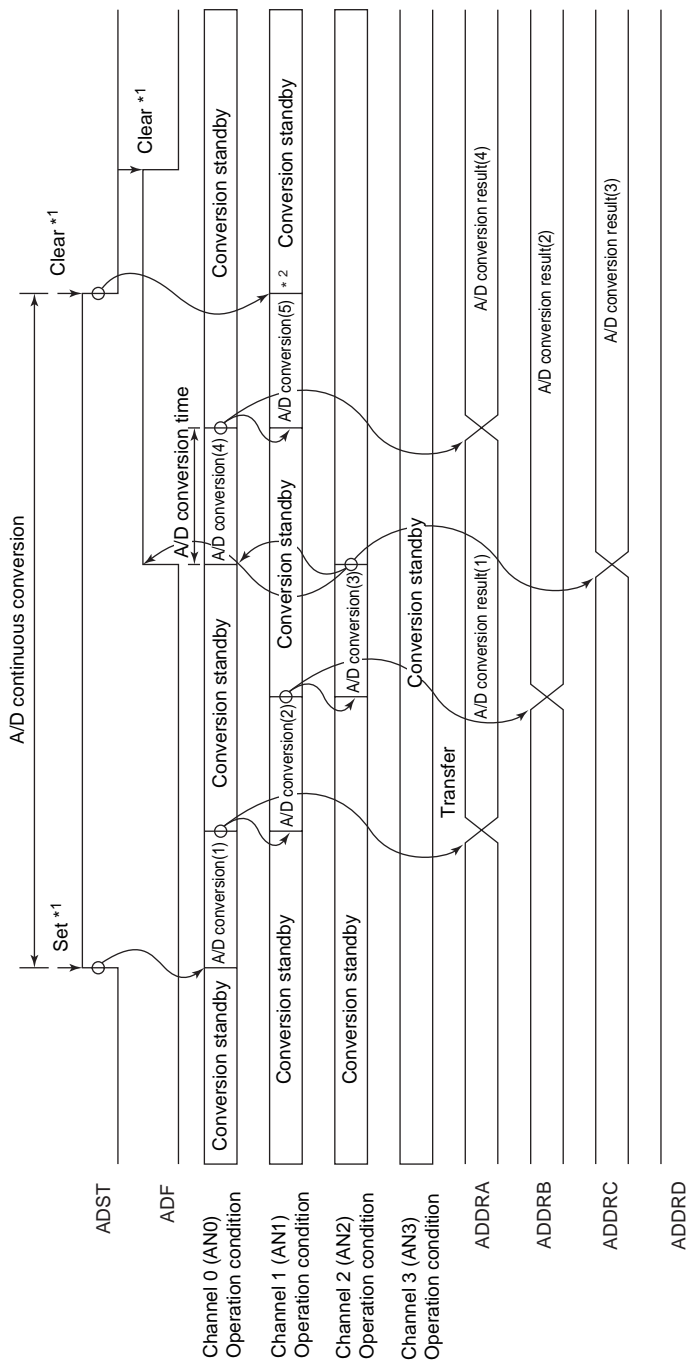 A/D continuous conversion
Set *1
Clear *1
Clear *1
ADST
ADF
A/D conversion time
Channel 0 (AN0)
Operation condition
Conversion standby
A/D conversion(1)
Conversion standby
A/D conversion(4)
Conversion standby
Channel 1 (AN1)
Operation condition
Conversion standby
A/D conversion(2)
Conversion standby
A/D conversion(5)
*2
Conversion standby
Channel 2 (AN2)
Operation condition
Conversion standby
A/D conversion(3)
Channel 3 (AN3)
Operation condition
Conversion standby
Transfer
ADDRA
A/D conversion result(1)
A/D conversion result(4)
ADDRB
A/D conversion result(2)
ADDRC
A/D conversion result(3)
ADDRD